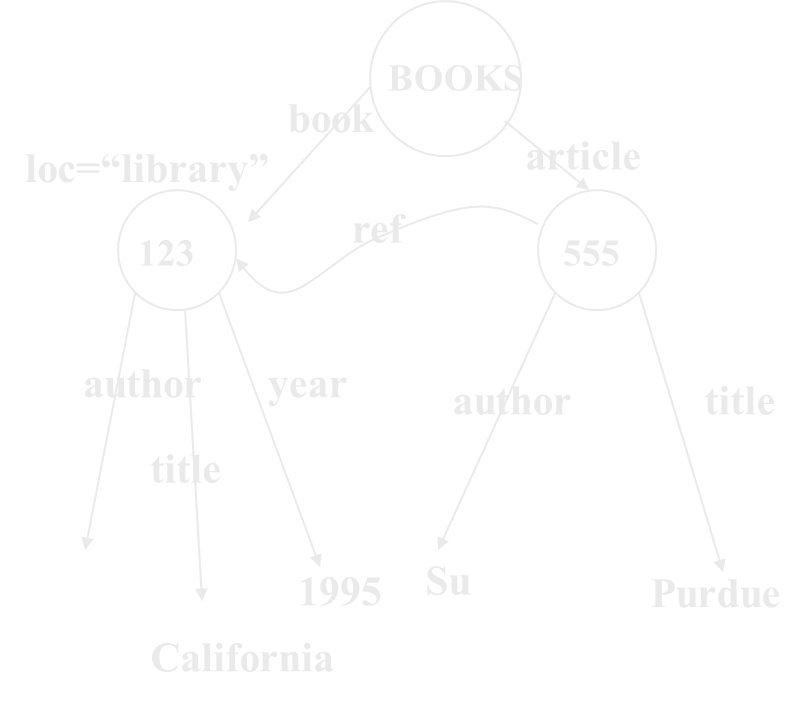 BOOKS
book
article
loc=“library”
ref
123
555
author
year
author
title
title
1995
Su
Purdue
California